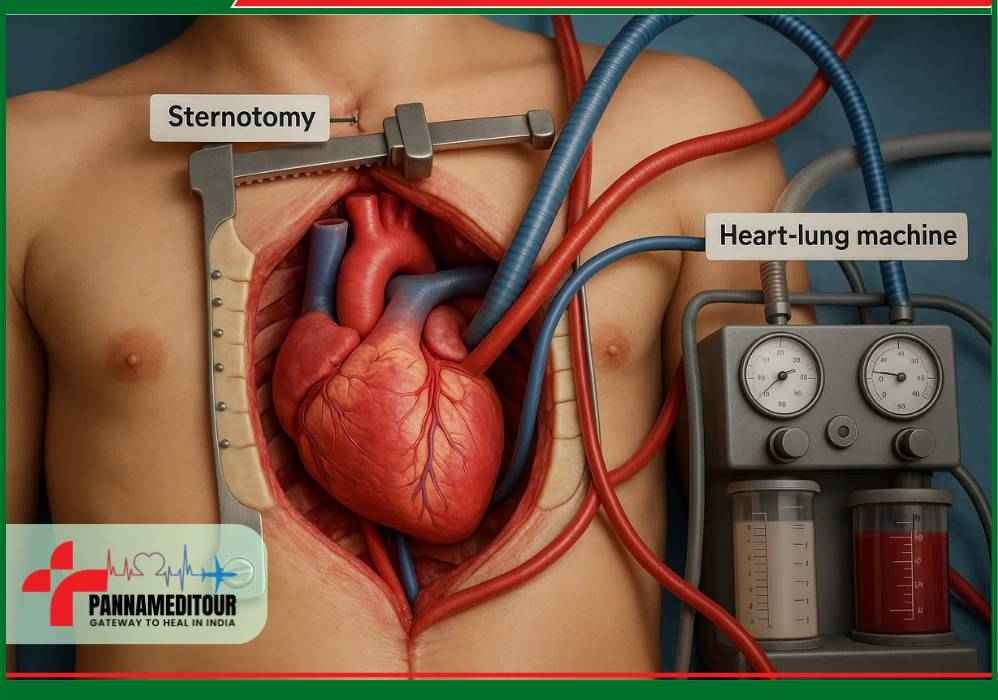 Sternotomy
Heart-lung machine
PANNAMEDITOUR
GATEWAY TO HEAL IN INDIA